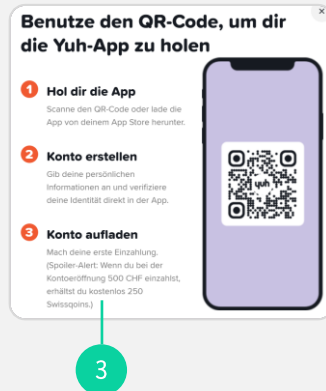 Benutze den QR-Code, um dir
die Yuh-App zu holen
1 Hol dir die App
Scanne den QR-Code oder lade die
App von deinem App Store herunter.
2 Konto erstellen
Gib deine persönlichen
Informationen an und verifiziere
deine Identität direkt in der App.
3 Konto aufladen
Mach deine erste Einzahlung.
(Spoiler-Alert: Wenn du bei der
Kontoeröffnung 500 CHF einzahlst,
erhältst du kostenlos 250
Swissqoins.)
yuh
3